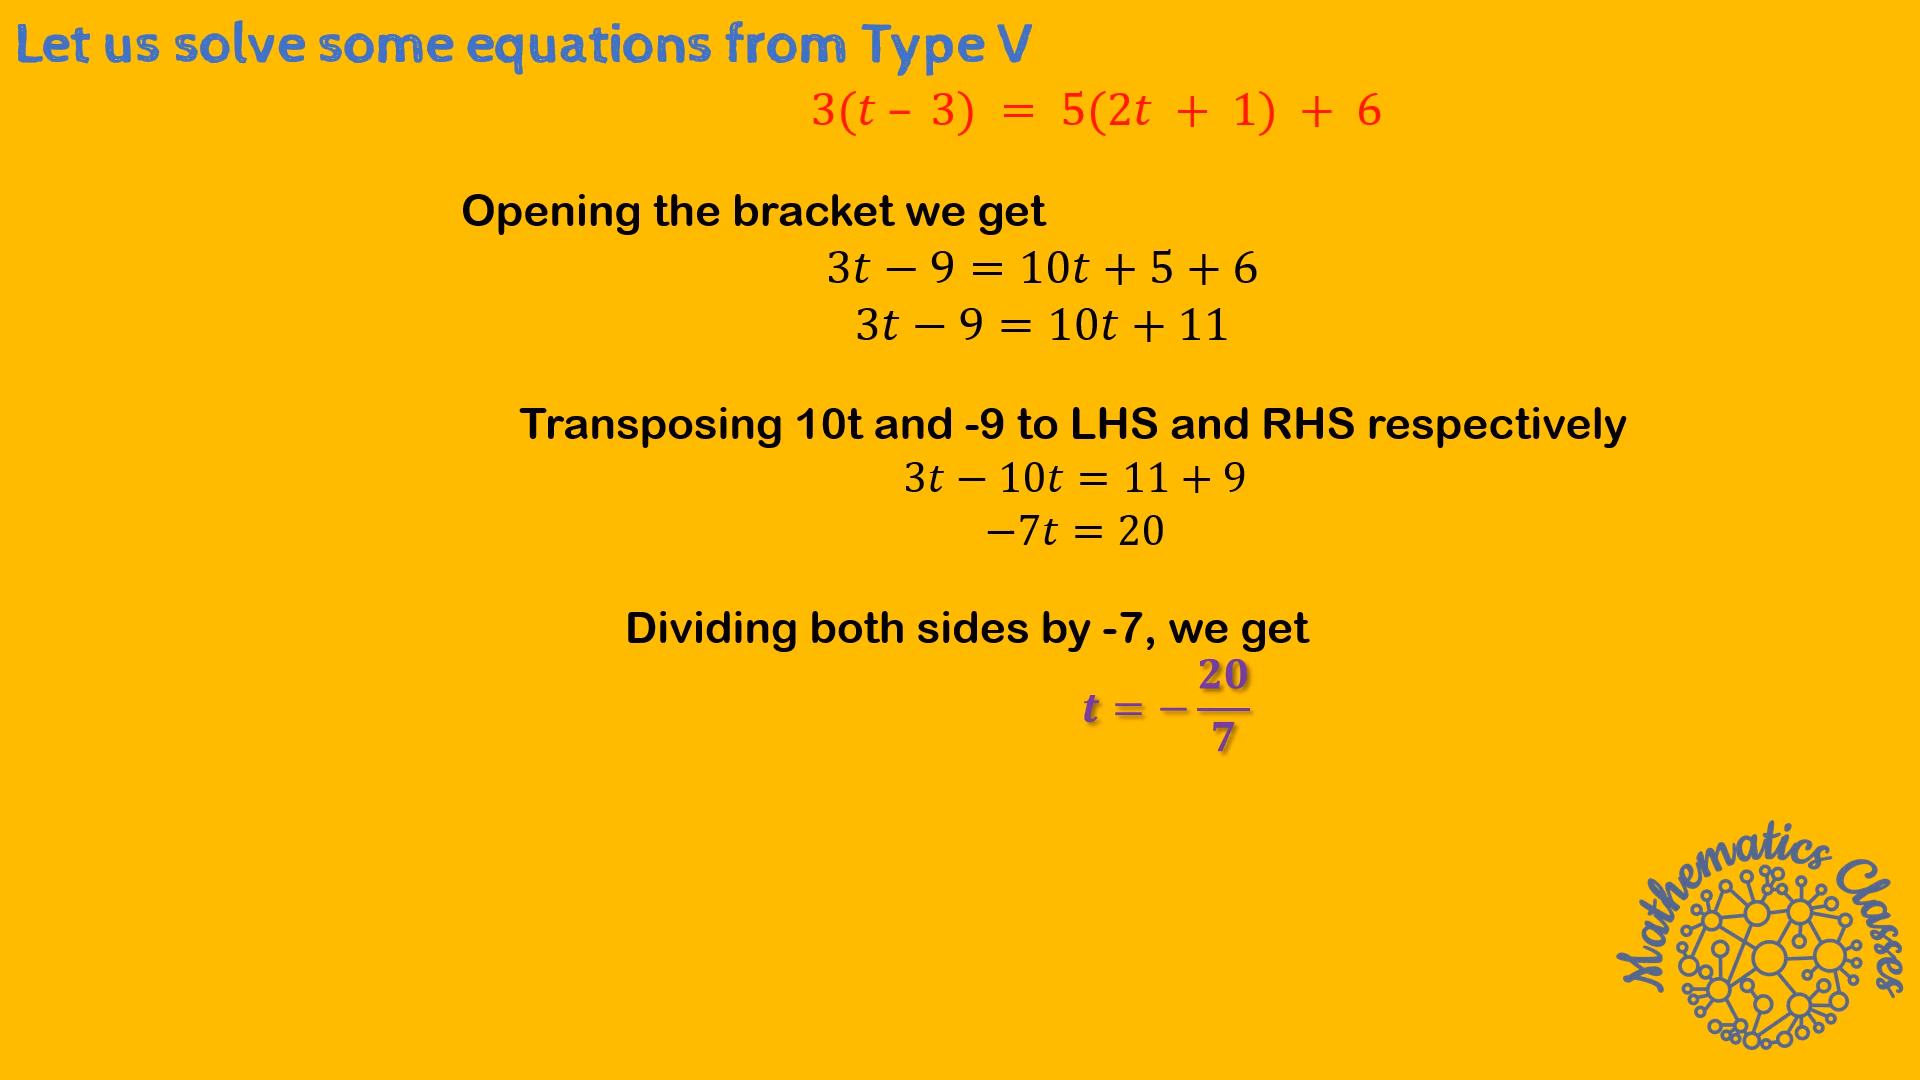 Let us solve some equations from Type V
3(t – 3) = 5(2t + 1) + 6
Opening the bracket we get
3t − 9 = 10t + 5 + 6
3t − 9 = 10t + 11
Transposing 10t and -9 to LHS and RHS respectively
3t − 10t = 11 + 9
−7t = 20
Dividing both sides by -7, we get
t = − 20/7
Mathematics Classes